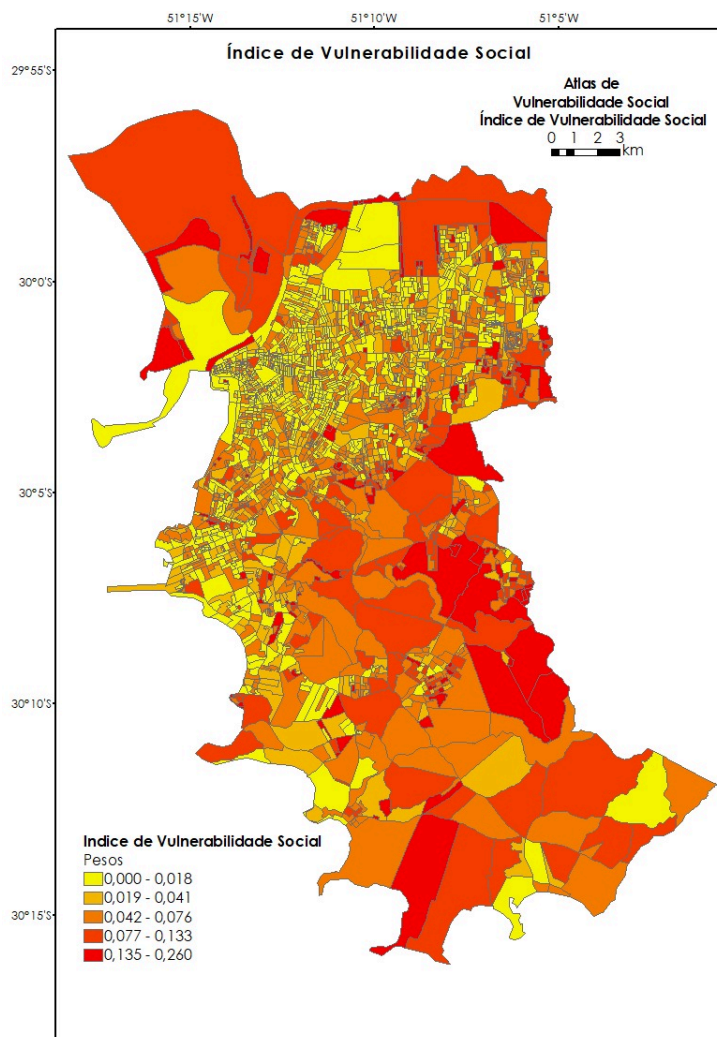 51°15'W 51°10'W 51°5'W
29°55'S
Índice de Vulnerabilidade Social
Atlas de
Vulnerabilidade Social
Índice de Vulnerabilidade Social
0 1 2 3
km
30°0'S
30°5'S
30°10'S
30°15'S
Indice de Vulnerabilidade Social
Pesos
0,000 - 0,018
0,019 - 0,041
0,042 - 0,076
0,077 - 0,133
0,135 - 0,260